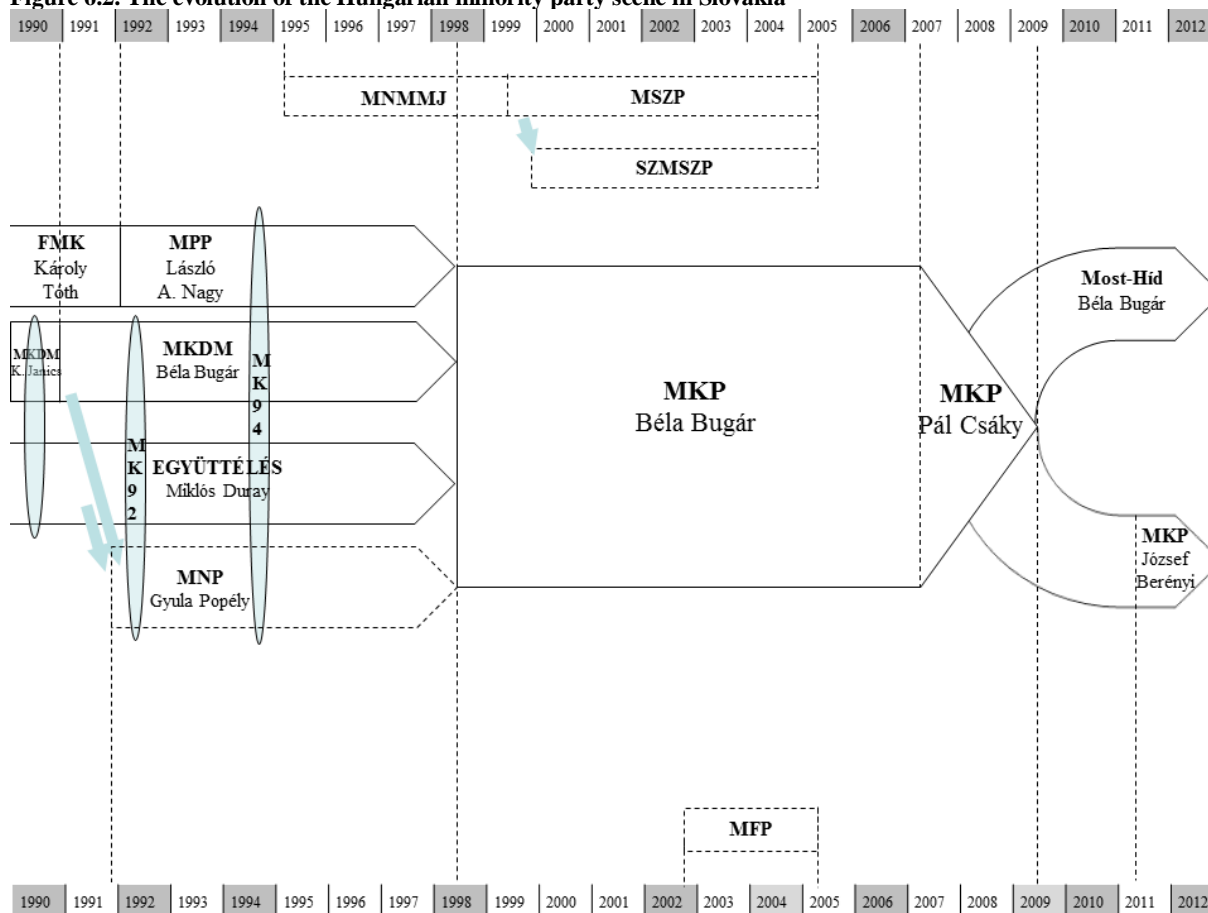 Figure 6.2. The evolution of the Hungarian minority party scene in Slovakia
1990 1991 1992 1993 1994 1995 1996 1997 1998 1999 2000 2001 2002 2003 2004 2005 2006 2007 2008 2009 2010 2011 2012
MNMMJ
MSZP
SZMSZP
FMK
Károly
Tóth
MPP
László
A. Nagy
MKDM
K. Janics
MKDM
Béla Bugár
MK94
MK92
EGYÜTTÉLÉS
Miklós Duray
MNP
Gyula Popély
MKP
Béla Bugár
MKP
Pál Csáky
Most-Híd
Béla Bugár
MKP
József
Berényi
MFP
1990 1991 1992 1993 1994 1995 1996 1997 1998 1999 2000 2001 2002 2003 2004 2005 2006 2007 2008 2009 2010 2011 2012